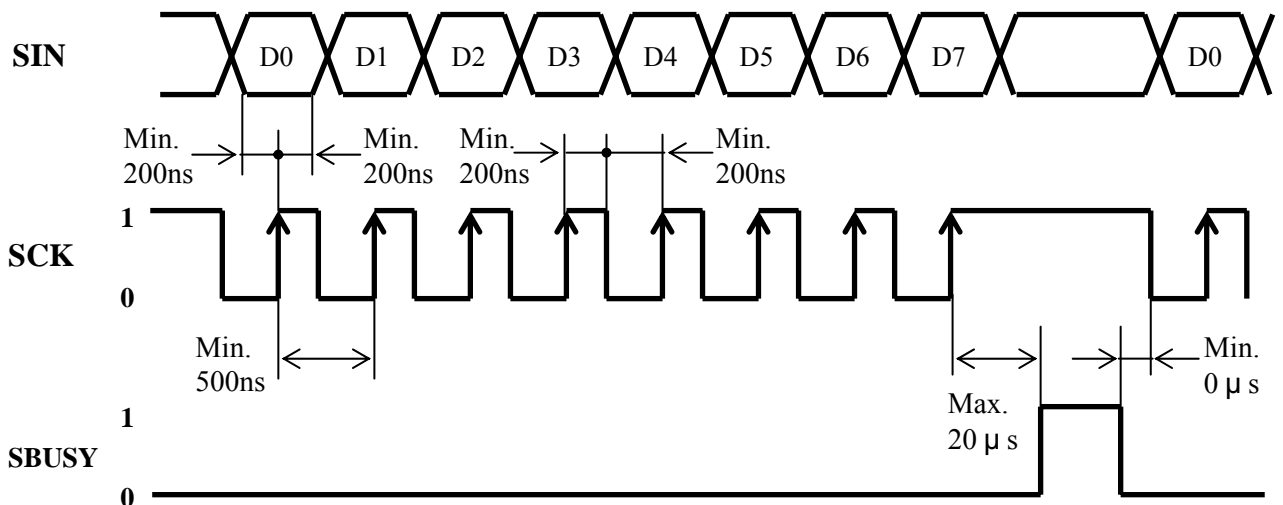 SIN
D0 D1 D2 D3 D4 D5 D6 D7 D0
Min. Min. Min. Min.
200ns 200ns 200ns 200ns
1
SCK
0
Min.
500ns
Min.
0 μ s
Max.
20 μ s
1
SBUSY
0